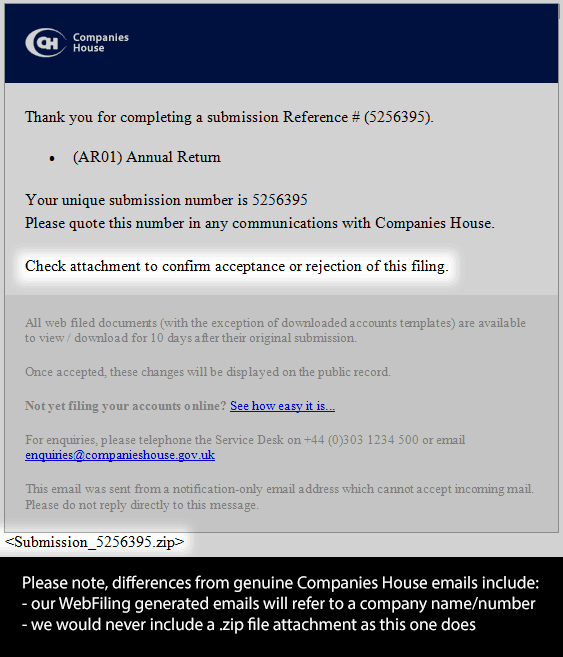 CH Companies
House
Thank you for completing a submission Reference # (5256395).
• (AR01) Annual Return
Your unique submission number is 5256395
Please quote this number in any communications with Companies House.
Check attachment to confirm acceptance or rejection of this filing.
All web filed documents (with the exception of downloaded accounts templates) are available
to view / download for 10 days after their original submission.
Once accepted, these changes will be displayed on the public record.
Not yet filing your accounts online? See how easy it is...
For enquiries, please telephone the Service Desk on +44 (0)303 1234 500 or email
enquiries@companieshouse.gov.uk
This email was sent from a notification-only email address which cannot accept incoming mail.
Please do not reply directly to this message.
<Submission_5256395.zip>
Please note, differences from genuine Companies House emails include:
- our WebFiling generated emails will refer to a company name/number
- we would never include a .zip file attachment as this one does